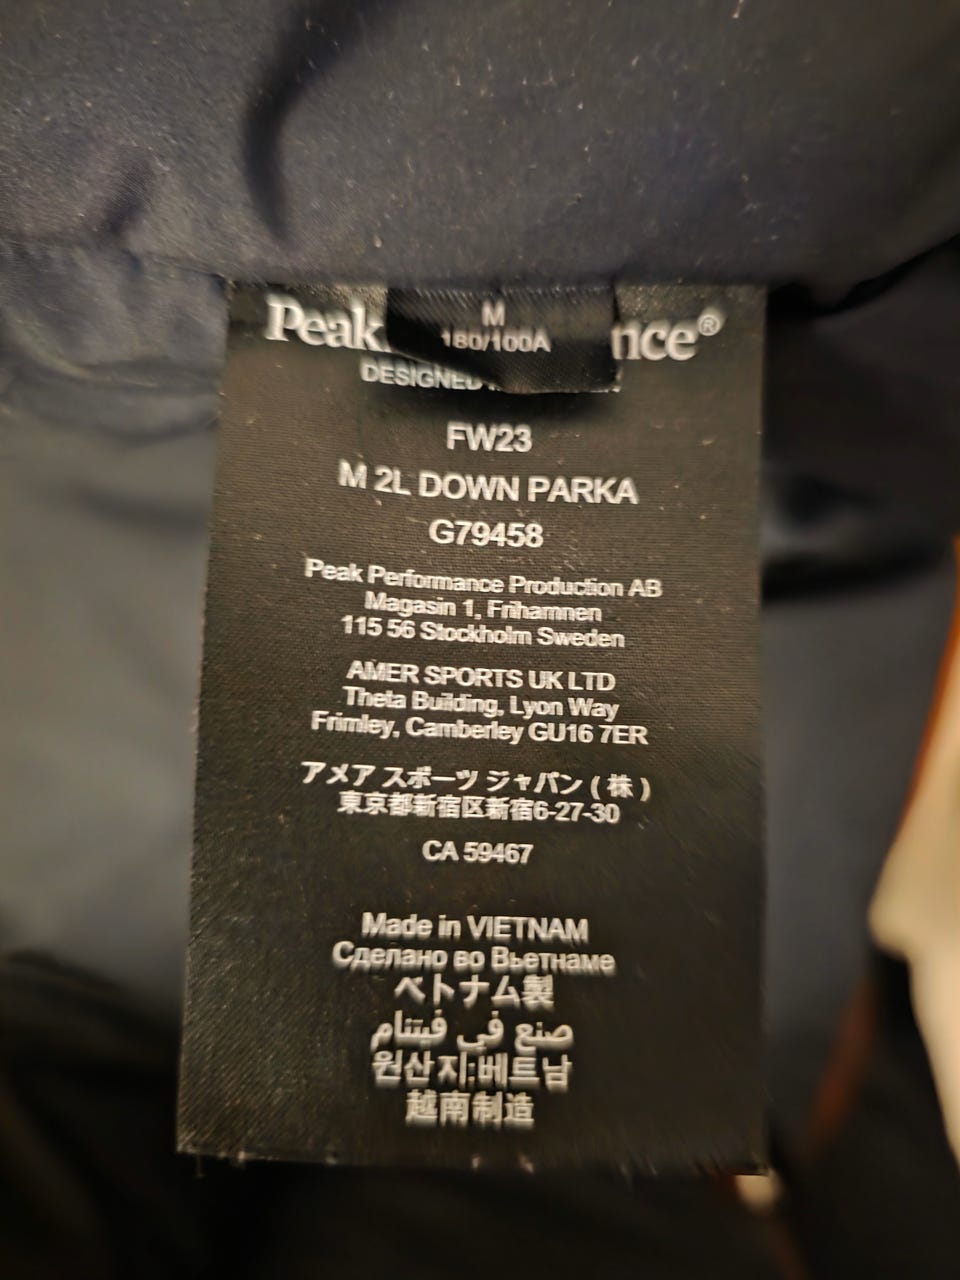 Peak nce®
M
180/100A
DESIGNED
FW23
M 2L DOWN PARKA
G79458
Peak Performance Production AB
Magasin 1, Frihamnen
115 56 Stockholm Sweden
AMER SPORTS UK LTD
Theta Building, Lyon Way
Frimley, Camberley GU16 7ER
アメア スポーツ ジャパン ( 株 )
東京都新宿区新宿6-27-30
CA 59467
Made in VIETNAM
Сделано во Вьетнаме
ベトナム製
صنع في فيتنام
원산지:베트남
越南制造